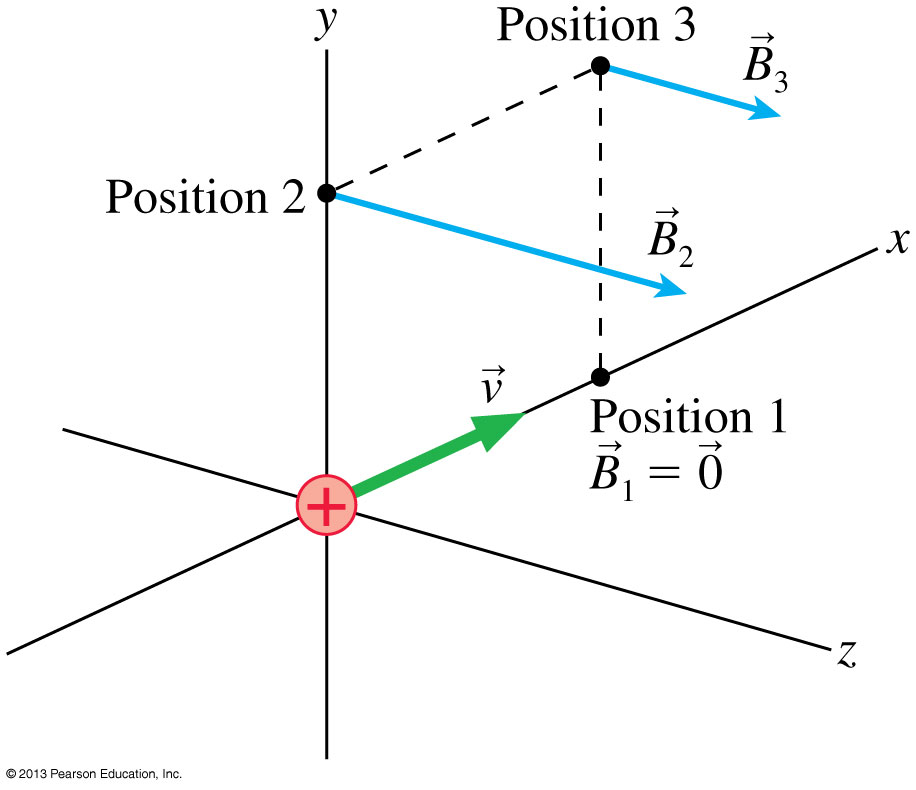 y
Position 3
B⃗₃
Position 2
B⃗₂
x
v⃗
Position 1
B⃗₁ = 0⃗
+
z
© 2013 Pearson Education, Inc.